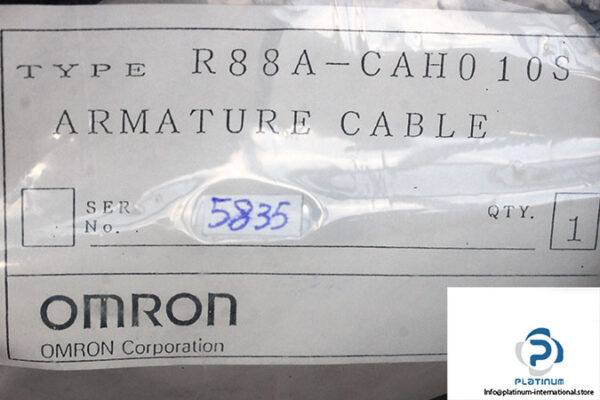 TYPE R88A-CAH010S
ARMATURE CABLE
SER No. 5835 QTY. 1
OMRON
OMRON Corporation
PLATINUM
info@platinum-international.store